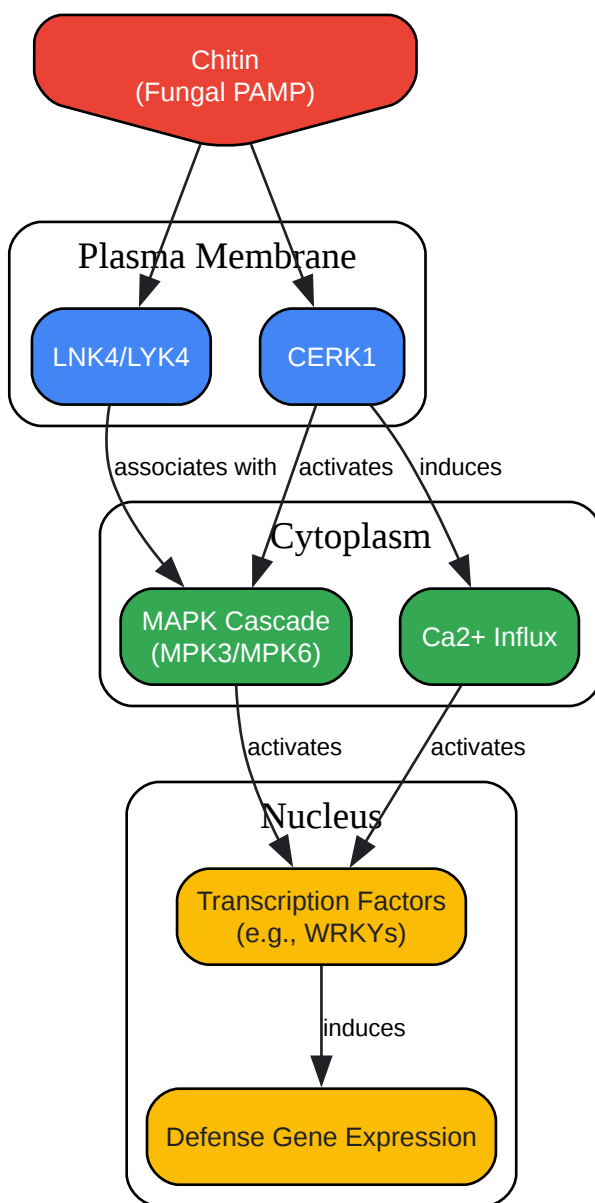 Chitin
(Fungal PAMP)
Plasma Membrane
LNK4/LYK4
CERK1
associates with
activates
induces
Cytoplasm
MAPK Cascade
(MPK3/MPK6)
Ca2+ Influx
activates
activates
Nucleus
Transcription Factors
(e.g., WRKYs)
induces
Defense Gene Expression